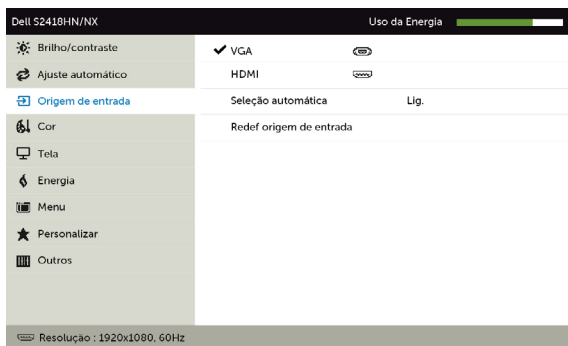 Dell S2418HN/NX Uso da Energia
Brilho/contraste
Ajuste automático
Origem de entrada
Cor
Tela
Energia
Menu
Personalizar
Outros
VGA
HDMI
Seleção automática Lig.
Redef origem de entrada
Resolução : 1920x1080, 60Hz